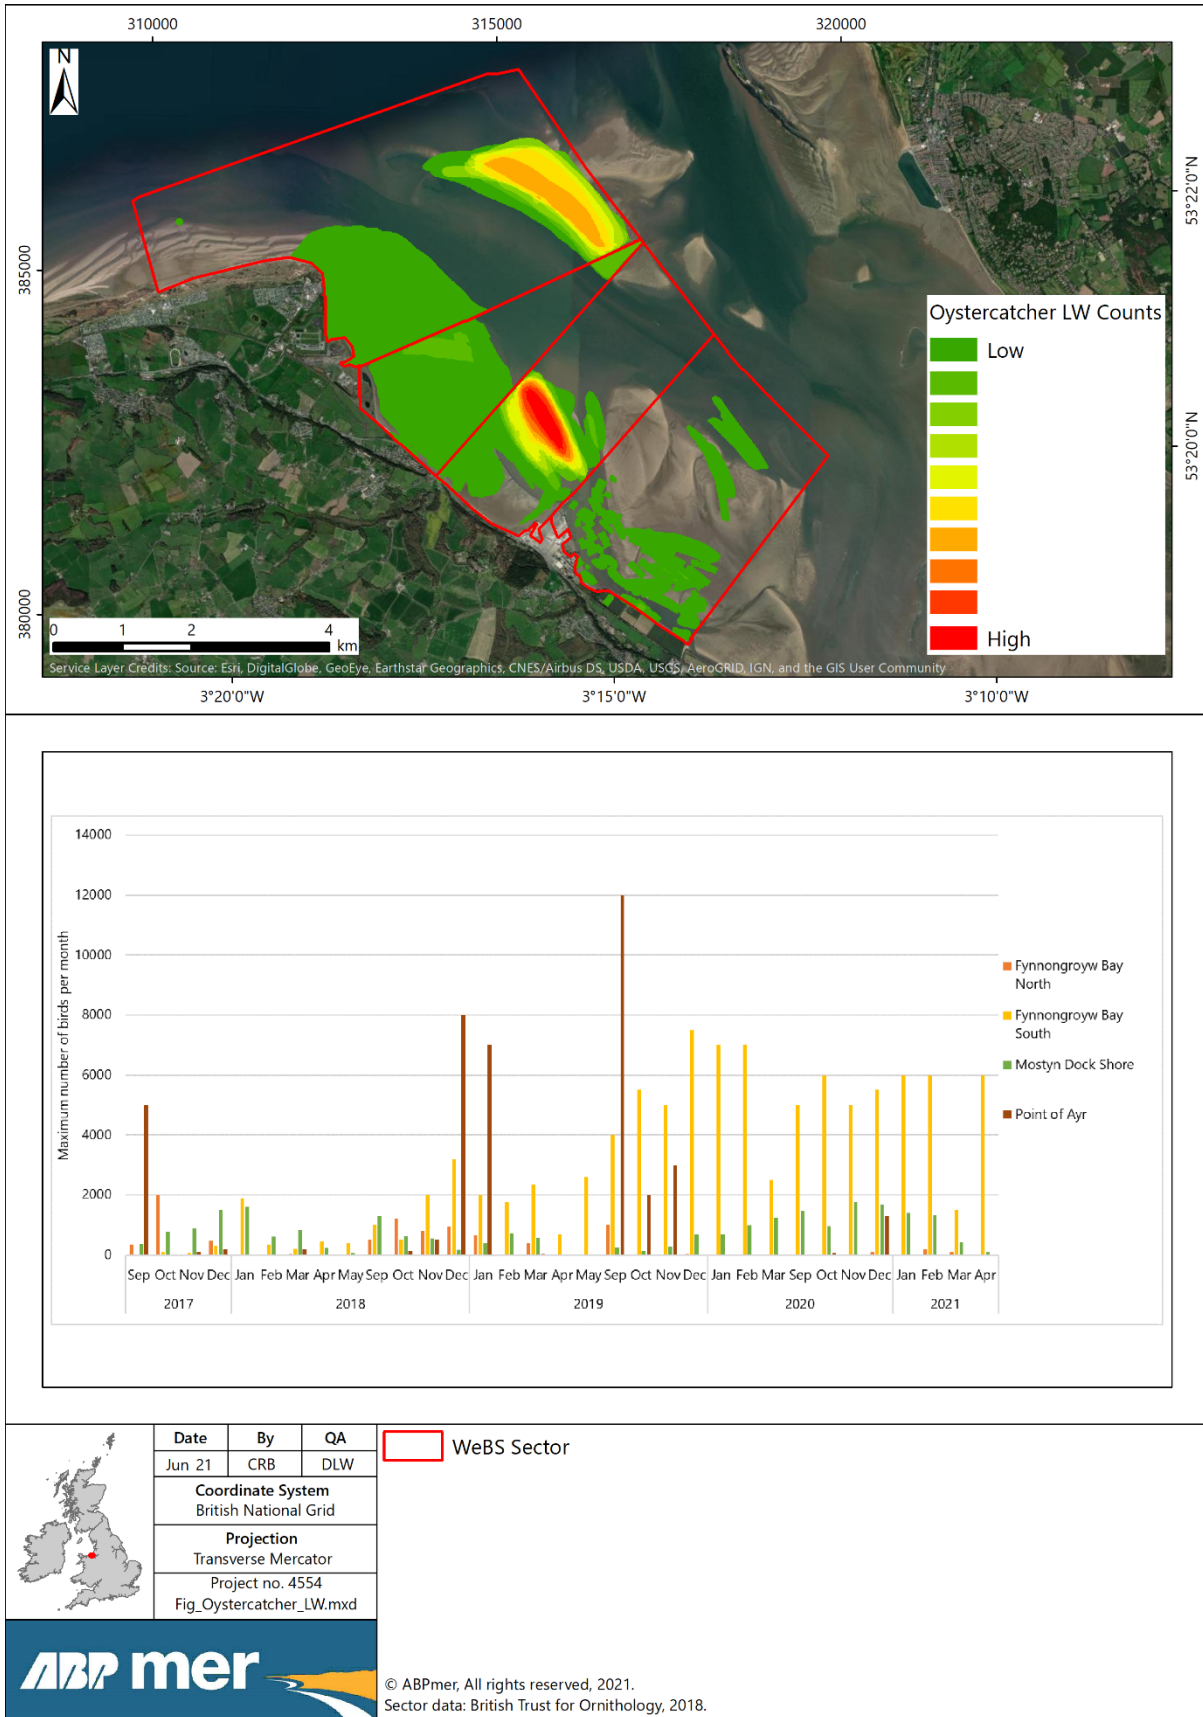 310000 315000 320000
N
385000
380000
53°22'0"N
53°20'0"N
Oystercatcher LW Counts
Low
High
0 1 2 4
km
Service Layer Credits: Source: Esri, DigitalGlobe, GeoEye, Earthstar Geographics, CNES/Airbus DS, USDA, USGS, AeroGRID, IGN, and the GIS User Community
3°20'0"W 3°15'0"W 3°10'0"W
Maximum number of birds per month
14000
12000
10000
8000
6000
4000
2000
0
Sep Oct Nov Dec Jan Feb Mar Apr May Sep Oct Nov Dec Jan Feb Mar Apr May Sep Oct Nov Dec Jan Feb Mar Sep Oct Nov Dec Jan Feb Mar Apr
2017 2018 2019 2020 2021
Fynnongroyw Bay
North
Fynnongroyw Bay
South
Mostyn Dock Shore
Point of Ayr
Date By QA
Jun 21 CRB DLW
Coordinate System
British National Grid
Projection
Transverse Mercator
Project no. 4554
Fig_Oystercatcher_LW.mxd
WeBS Sector
ABPmer
© ABPmer, All rights reserved, 2021.
Sector data: British Trust for Ornithology, 2018.